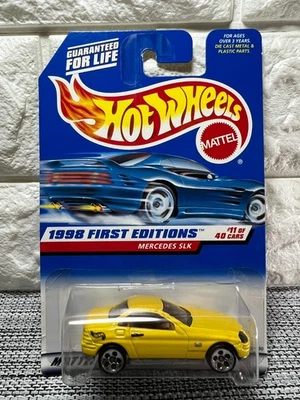 GUARANTEED
FOR LIFE
FOR AGES
OVER 3 YEARS
DIE CAST METAL &
PLASTIC PARTS
HOT WHEELS
MATTEL
1998 FIRST EDITIONS™
MERCEDES SLK
#11 of
40 CARS